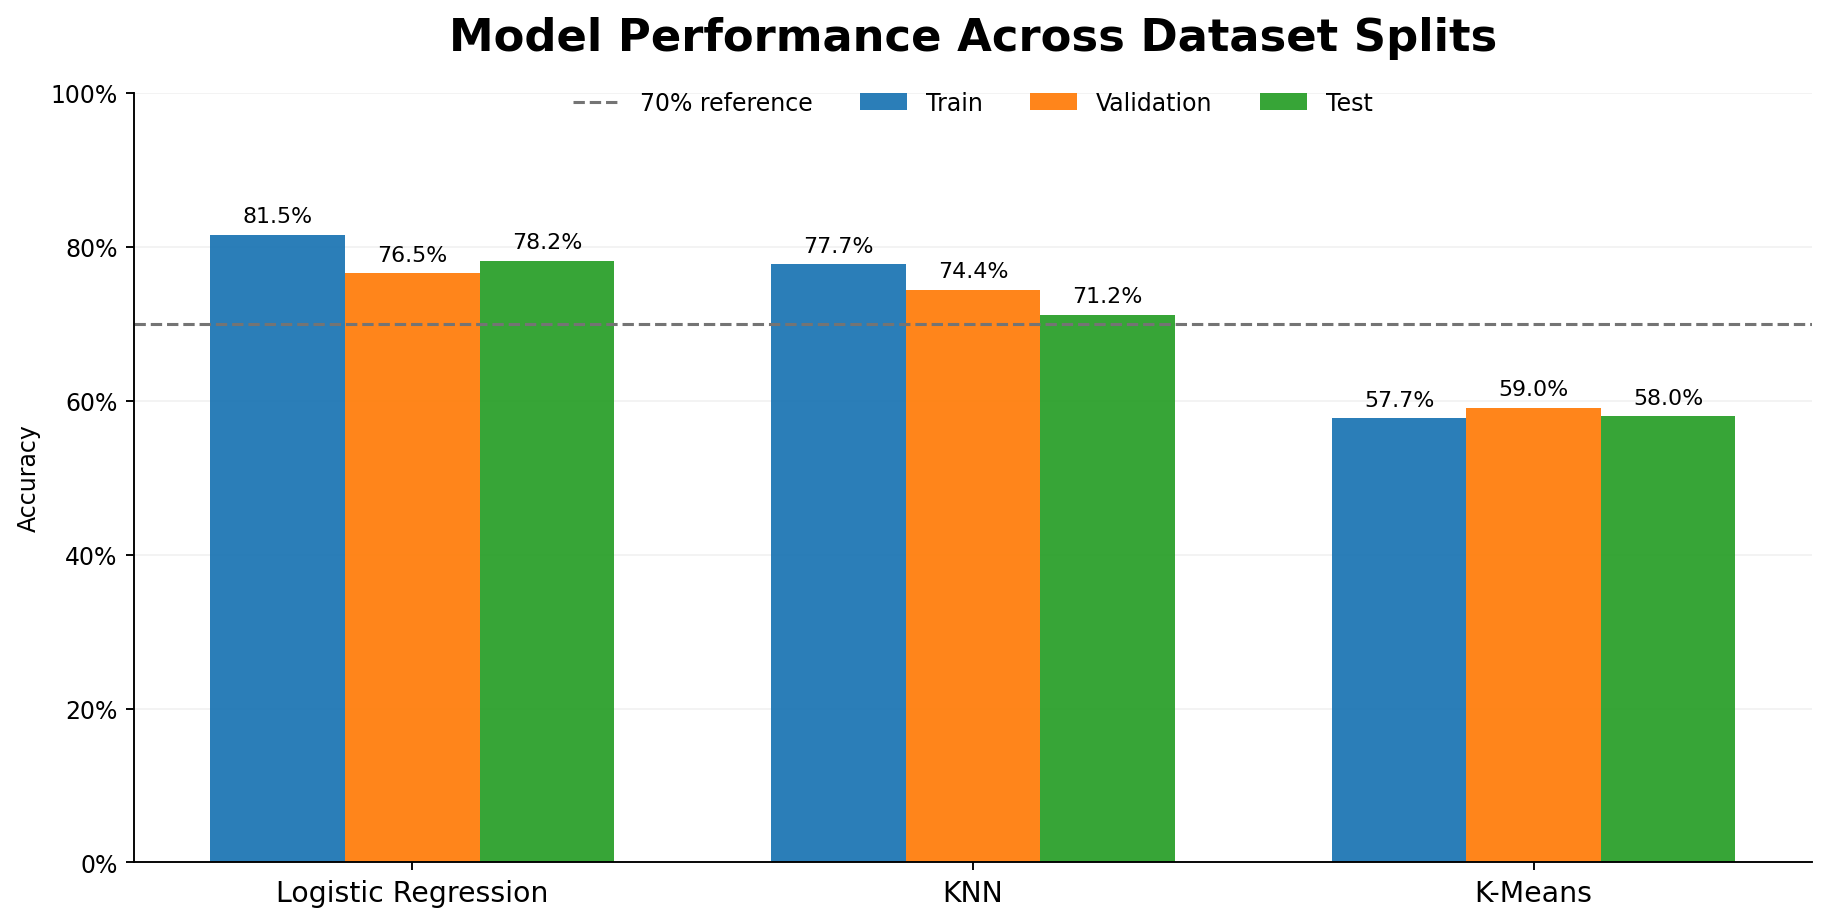 Model Performance Across Dataset Splits
70% reference Train Validation Test
100%
80%
60%
40%
20%
0%
Accuracy
81.5%
76.5%
78.2%
77.7%
74.4%
71.2%
57.7%
59.0%
58.0%
Logistic Regression
KNN
K-Means